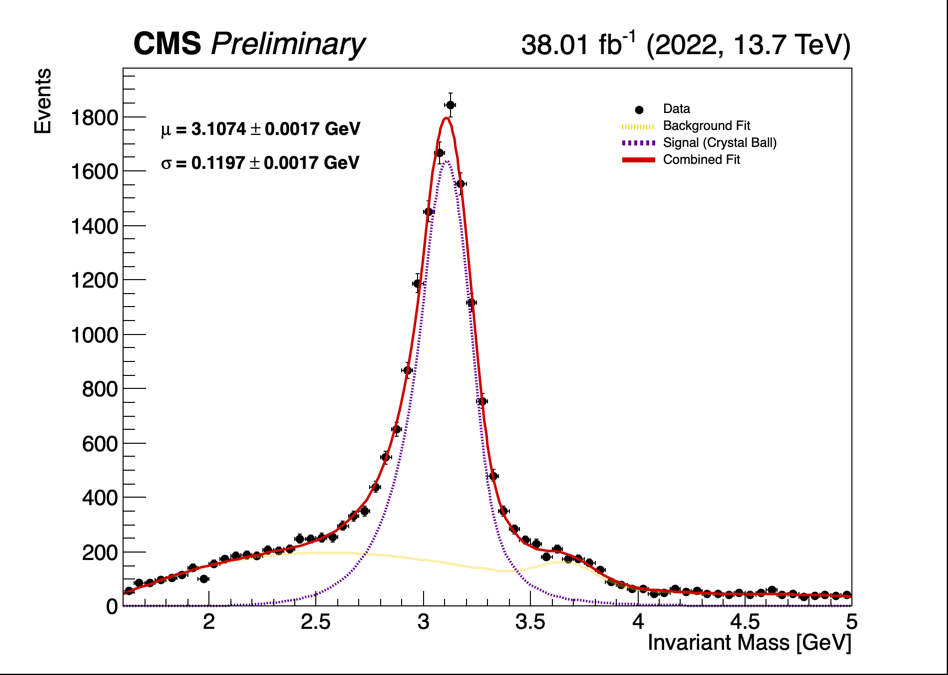 CMS Preliminary
38.01 fb-1 (2022, 13.7 TeV)
Events
μ = 3.1074 ± 0.0017 GeV
σ = 0.1197 ± 0.0017 GeV
Data
Background Fit
Signal (Crystal Ball)
Combined Fit
1800
1600
1400
1200
1000
800
600
400
200
0
2 2.5 3 3.5 4 4.5 5
Invariant Mass [GeV]